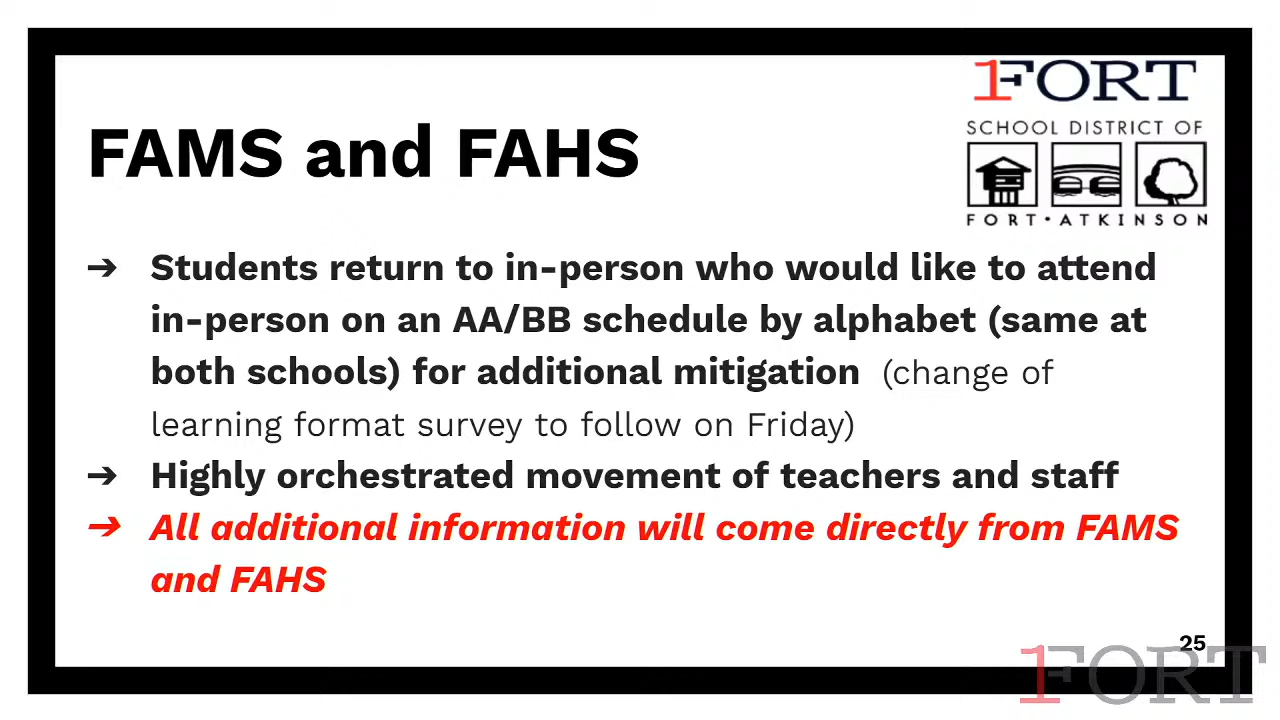 1FORT
SCHOOL DISTRICT OF
FORT•ATKINSON
FAMS and FAHS
➔ Students return to in-person who would like to attend
in-person on an AA/BB schedule by alphabet (same at
both schools) for additional mitigation (change of
learning format survey to follow on Friday)
➔ Highly orchestrated movement of teachers and staff
➔ All additional information will come directly from FAMS
and FAHS
25
1FORT